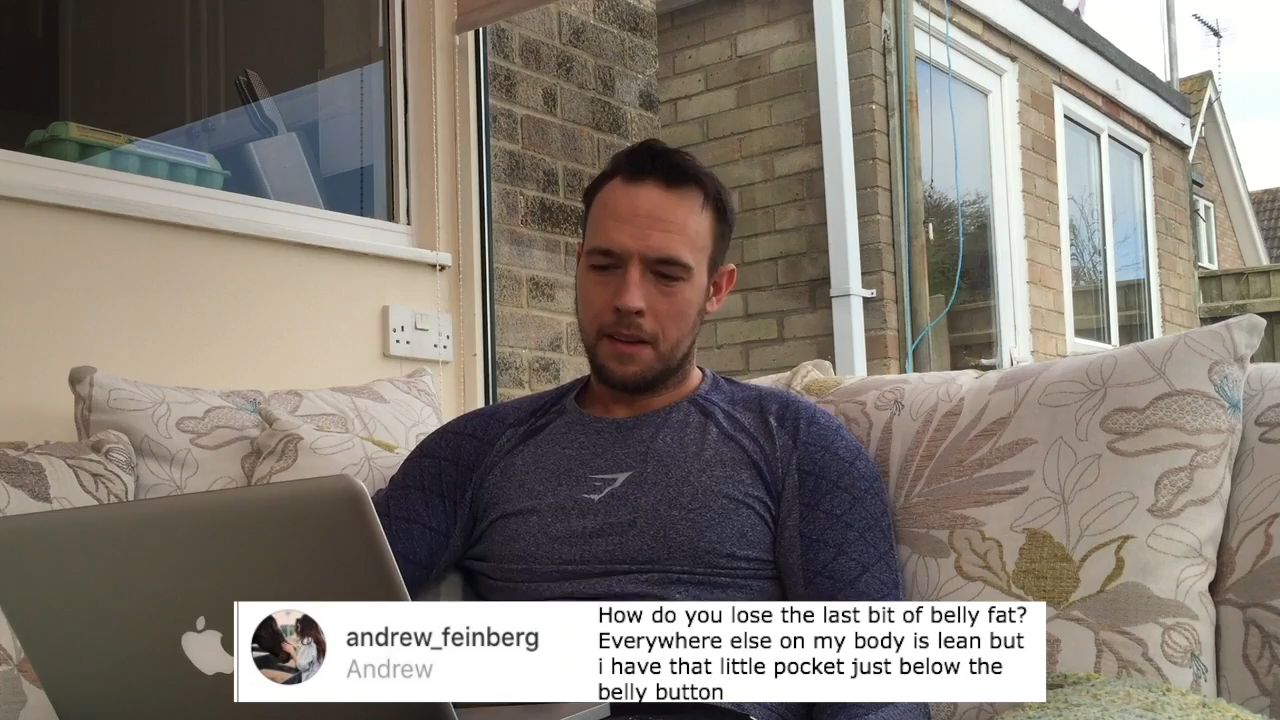 andrew_feinberg
Andrew
How do you lose the last bit of belly fat?
Everywhere else on my body is lean but
i have that little pocket just below the
belly button